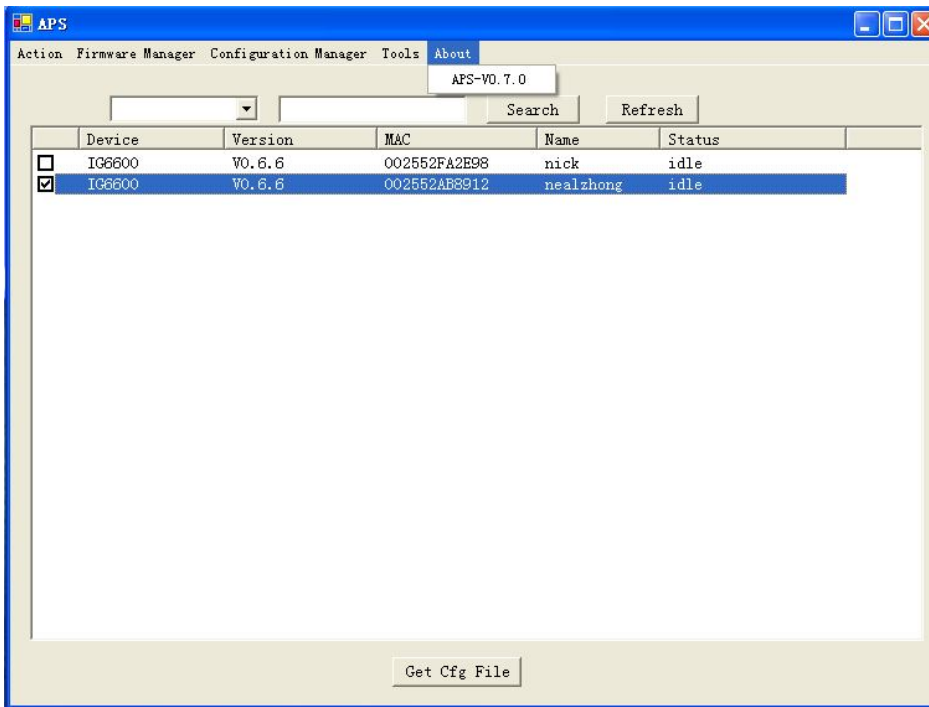 APS
Action Firmware Manager Configuration Manager Tools About
APS-V0.7.0
Search Refresh
Device Version MAC Name Status
IG6600 V0.6.6 002552FA2E98 nick idle
IG6600 V0.6.6 002552AB8912 nealzhong idle
Get Cfg File